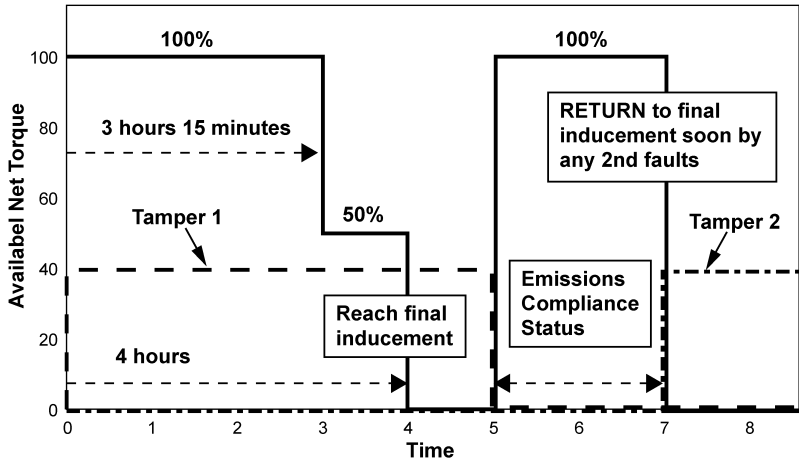 100%
100%
100
3 hours 15 minutes
RETURN to final
inducement soon by
any 2nd faults
80
60
50%
Tamper 1
Tamper 2
40
Emissions
Compliance
Status
Reach final
inducement
20
4 hours
0
0 1 2 3 4 5 6 7 8
Time
Availabel Net Torque